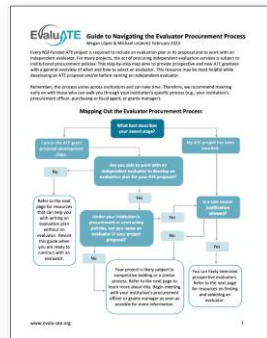 EvaluATE
Guide to Navigating the Evaluator Procurement Process
Megan López & Michael Lesiecki | February 2023
Every NSF-funded ATE project is required to include an evaluation plan in its proposal and to work with an
independent evaluator. For many projects, the act of procuring independent evaluation services is subject to
institutional procurement policies. This step-by-step map aims to provide prospective and new ATE grantees
with a general overview of when and how to select an evaluator. This resource may be most helpful while
developing an ATE proposal and/or before naming an independent evaluator.
Remember, the process varies across institutions and can take time. Therefore, we recommend meeting
early on with those who can walk you through your institution's specific process (e.g., your institution's
procurement officer, purchasing or fiscal agent, or grants manager).
Mapping Out the Evaluator Procurement Process
What best describes
your award stage?
I am in the ATE grant
proposal development
stage.
My ATE project has been
awarded.
Are you able to work with an
independent evaluator to develop an
evaluation plan for your ATE proposal?
No
Yes
Refer to the next
page for resources
that can help you
with writing an
evaluation plan
without an
evaluator. Revisit
this guide when
you are ready to
contract with an
evaluator.
Under your institution's
procurement or contracting
policies, can you name an
evaluator in your project
proposal?
Yes
Is a sole source
justification
allowed?
No
No
Yes
Your project is likely subject to
competitive bidding or a similar
process. Refer to the next page to
learn more about this. Begin meeting
with your institution's procurement
officer or grants manager as soon as
possible for more information
You can likely interview
prospective evaluators.
Refer to the next page
for resources on finding
and selecting an
evaluator.
www.evalu-ate.org
1